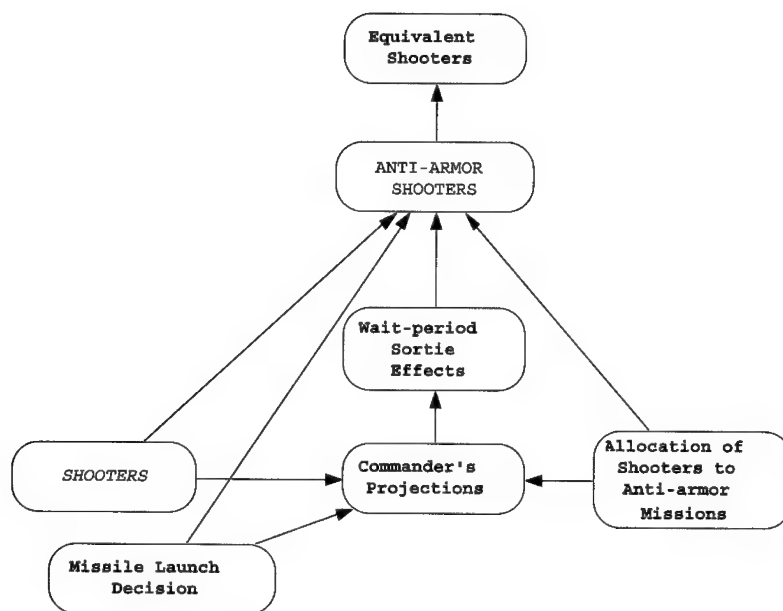 Equivalent
Shooters
ANTI-ARMOR
SHOOTERS
Wait-period
Sortie
Effects
SHOOTERS
Commander's
Projections
Allocation of
Shooters to
Anti-armor
Missions
Missile Launch
Decision